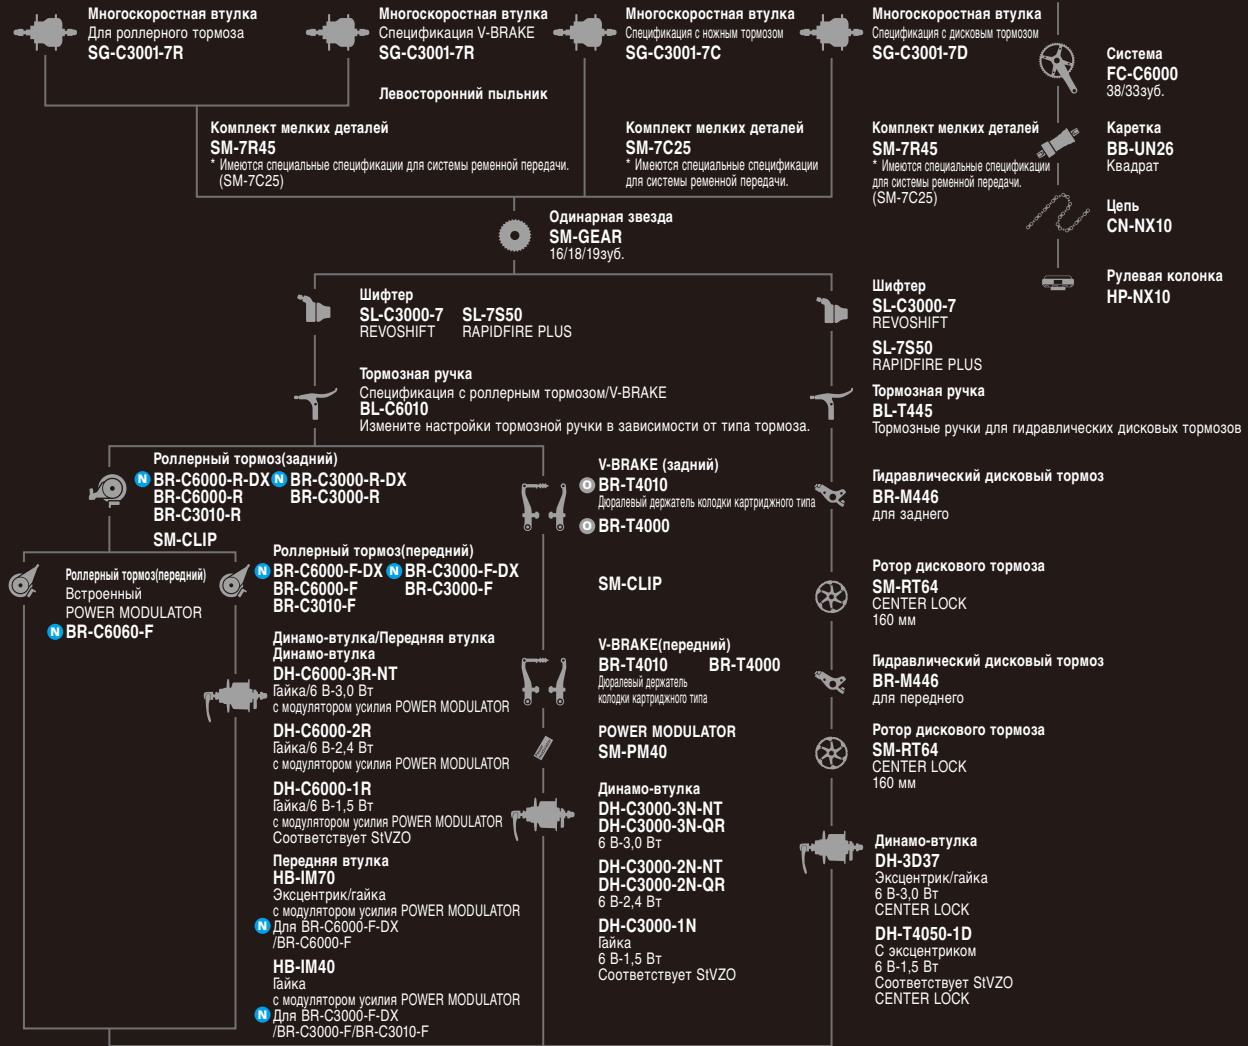 Многоскоростная втулка
Для роллерного тормоза
SG-C3001-7R
Многоскоростная втулка
Спецификация V-BRAKE
SG-C3001-7R
Левосторонний пыльник
Многоскоростная втулка
Спецификация с ножным тормозом
SG-C3001-7C
Многоскоростная втулка
Спецификация с дисковым тормозом
SG-C3001-7D
Система
FC-C6000
38/33зуб.
Комплект мелких деталей
SM-7R45
* Имеются специальные спецификации для системы ременной передачи.
(SM-7C25)
Комплект мелких деталей
SM-7C25
* Имеются специальные спецификации
для системы ременной передачи.
Комплект мелких деталей
SM-7R45
* Имеются специальные спецификации
для системы ременной передачи.
(SM-7C25)
Каретка
BB-UN26
Квадрат
Цепь
CN-NX10
Рулевая колонка
HP-NX10
Одинарная звезда
SM-GEAR
16/18/19зуб.
Шифтер
SL-C3000-7 SL-7S50
REVOSHIFT RAPIDFIRE PLUS
Тормозная ручка
Спецификация с роллерным тормозом/V-BRAKE
BL-C6010
Измените настройки тормозной ручки в зависимости от типа тормоза.
Шифтер
SL-C3000-7
REVOSHIFT
SL-7S50
RAPIDFIRE PLUS
Тормозная ручка
BL-T445
Тормозные ручки для гидравлических дисковых тормозов
Роллерный тормоз(задний)
N BR-C6000-R-DX N BR-C3000-R-DX
BR-C6000-R BR-C3000-R
BR-C3010-R
SM-CLIP
Роллерный тормоз(передний)
Встроенный
POWER MODULATOR
N BR-C6060-F
Роллерный тормоз(передний)
N BR-C6000-F-DX N BR-C3000-F-DX
BR-C6000-F BR-C3000-F
BR-C3010-F
Динамо-втулка/Передняя втулка
Динамо-втулка
DH-C6000-3R-NT
Гайка/6 В-3,0 Вт
с модулятором усилия POWER MODULATOR
DH-C6000-2R
Гайка/6 В-2,4 Вт
с модулятором усилия POWER MODULATOR
DH-C6000-1R
Гайка/6 В-1,5 Вт
с модулятором усилия POWER MODULATOR
Соответствует StVZO
Передняя втулка
HB-IM70
Эксцентрик/гайка
с модулятором усилия POWER MODULATOR
N Для BR-C6000-F-DX
/BR-C6000-F
HB-IM40
Гайка
с модулятором усилия POWER MODULATOR
N Для BR-C3000-F-DX
/BR-C3000-F/BR-C3010-F
V-BRAKE (задний)
O BR-T4010
Дюралевый держатель колодки картриджного типа
O BR-T4000
SM-CLIP
V-BRAKE(передний)
BR-T4010 BR-T4000
Дюралевый держатель
колодки картриджного типа
POWER MODULATOR
SM-PM40
Динамо-втулка
DH-C3000-3N-NT
DH-C3000-3N-QR
6 В-3,0 Вт
DH-C3000-2N-NT
DH-C3000-2N-QR
6 В-2,4 Вт
DH-C3000-1N
Гайка
6 В-1,5 Вт
Соответствует StVZO
Гидравлический дисковый тормоз
BR-M446
для заднего
Ротор дискового тормоза
SM-RT64
CENTER LOCK
160 мм
Гидравлический дисковый тормоз
BR-M446
для переднего
Ротор дискового тормоза
SM-RT64
CENTER LOCK
160 мм
Динамо-втулка
DH-3D37
Эксцентрик/гайка
6 В-3,0 Вт
CENTER LOCK
DH-T4050-1D
С эксцентриком
6 В-1,5 Вт
Соответствует StVZO
CENTER LOCK